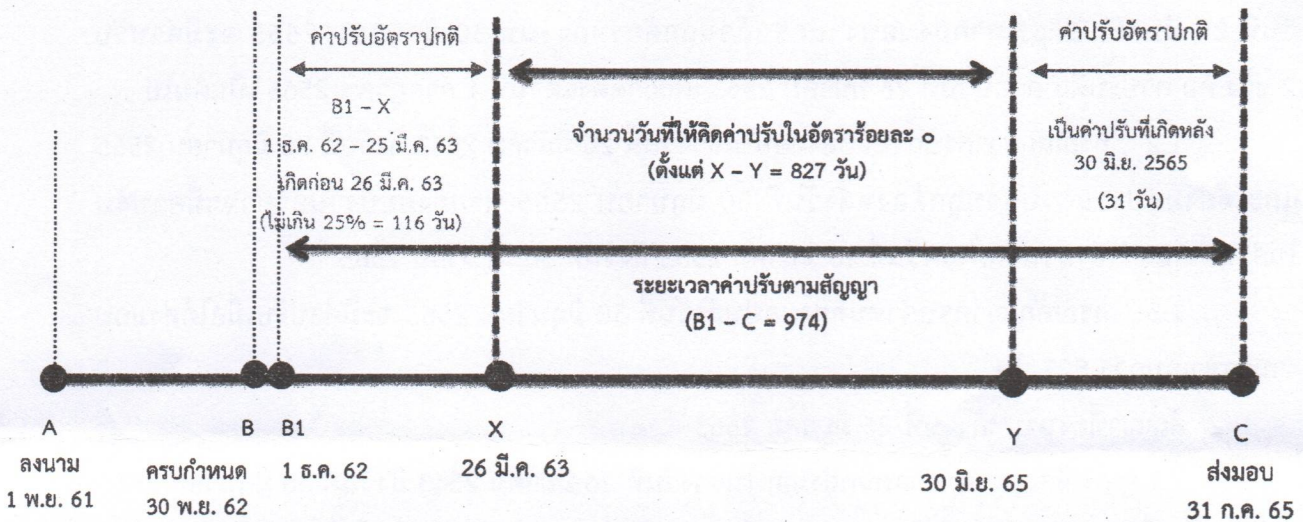 ค่าปรับอัตราปกติ
B1 – X
1 ธ.ค. 62 – 25 มี.ค. 63
เกิดก่อน 26 มี.ค. 63
(ไม่เกิน 25% = 116 วัน)
จำนวนวันที่ให้คิดค่าปรับในอัตราร้อยละ ๐
(ตั้งแต่ X – Y = 827 วัน)
ค่าปรับอัตราปกติ
เป็นค่าปรับที่เกิดหลัง
30 มิ.ย. 2565
(31 วัน)
ระยะเวลาค่าปรับตามสัญญา
(B1 – C = 974)
A
ลงนาม
1 พ.ย. 61
B
ครบกำหนด
30 พ.ย. 62
B1
1 ธ.ค. 62
X
26 มี.ค. 63
Y
30 มิ.ย. 65
C
ส่งมอบ
31 ก.ค. 65